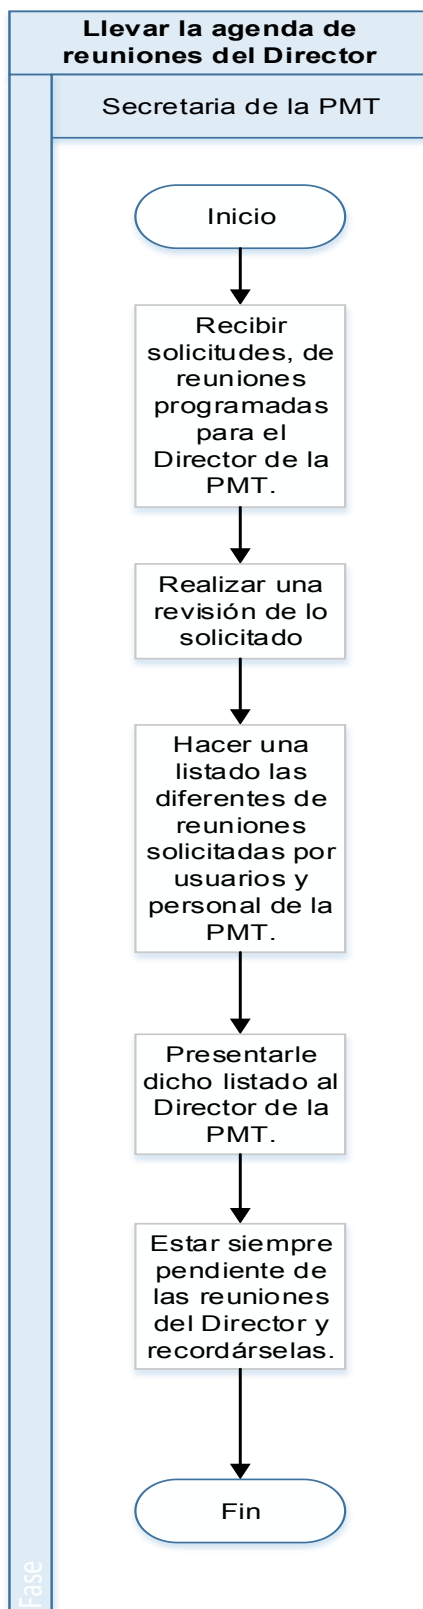 Llevar la agenda de
reuniones del Director
Secretaria de la PMT
Inicio
Recibir
solicitudes, de
reuniones
programadas
para el
Director de la
PMT.
Realizar una
revisión de lo
solicitado
Hacer una
listado las
diferentes de
reuniones
solicitadas por
usuarios y
personal de la
PMT.
Presentarle
dicho listado al
Director de la
PMT.
Estar siempre
pendiente de
las reuniones
del Director y
recordárselas.
Fin
Fase